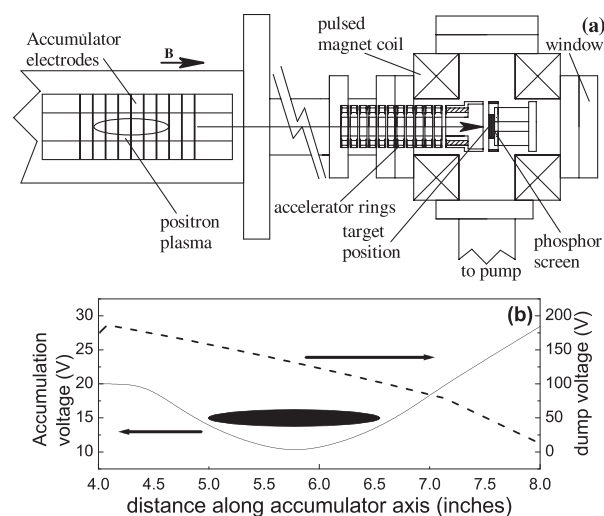 (a)
Accumulator
electrodes
B
pulsed
magnet coil
window
positron
plasma
accelerator rings
target
position
phosphor
screen
to pump
(b)
Accumulation
voltage (V)
30
25
20
15
10
200
150
100
50
0
dump voltage (V)
4.0 4.5 5.0 5.5 6.0 6.5 7.0 7.5 8.0
distance along accumulator axis (inches)